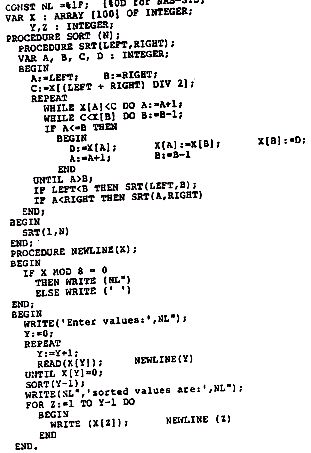 CONST NL =%1F; [%0D for NAS-SYS]
VAR X : ARRAY [100] OF INTEGER;
Y,Z : INTEGER;
PROCEDURE SORT (N);
PROCEDURE SRT(LEFT,RIGHT);
VAR A, B, C, D : INTEGER;
BEGIN
A:=LEFT; B:=RIGHT;
C:=X[(LEFT + RIGHT) DIV 2];
REPEAT
WHILE X[A]<C DO A:=A+1;
WHILE C<X[B] DO B:=B-1;
IF A<=B THEN
BEGIN
D:=X[A]; X[A]:=X[B]; X[B]:=D;
A:=A+1; B:=B-1
END
UNTIL A>B;
IF LEFT<B THEN SRT(LEFT,B);
IF A<RIGHT THEN SRT(A,RIGHT)
END;
BEGIN
SRT(1,N)
END;
PROCEDURE NEWLINE(X);
BEGIN
IF X MOD 8 = 0
THEN WRITE (NL")
ELSE WRITE (' ')
END;
BEGIN
WRITE('Enter values:',NL");
Y:=0;
REPEAT
Y:=Y+1;
READ(X[Y]); NEWLINE(Y)
UNTIL X[Y]=0;
SORT(Y-1);
WRITE(NL",'sorted values are:',NL");
FOR Z:=1 TO Y-1 DO
BEGIN
WRITE (X[Z]); NEWLINE (Z)
END
END.